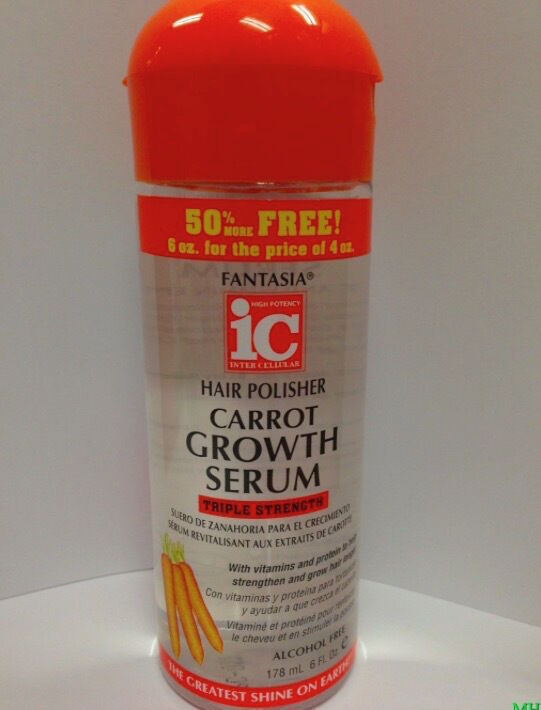 50% MORE FREE!
6 oz. for the price of 4 oz.
FANTASIA®
HIGH POTENCY
ic
INTER CELLULAR
HAIR POLISHER
CARROT
GROWTH
SERUM
TRIPLE STRENGTH
SUERO DE ZANAHORIA PARA EL CRECIMIENTO
SÉRUM REVITALISANT AUX EXTRAITS DE CAROTTE
With vitamins and protein to help
strengthen and grow hair
Con vitaminas y proteina para
y ayudar a que crezca el
Vitaminé et protéiné pour
le cheveu et en stimuler la
ALCOHOL FREE
178 mL 6 Fl. Oz. e
THE GREATEST SHINE ON EARTH
MH